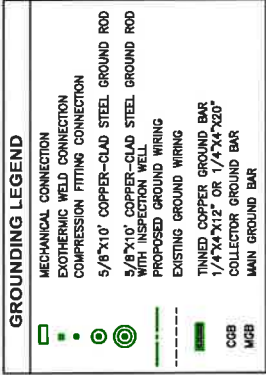 GROUNDING LEGEND
MECHANICAL CONNECTION
EXOTHERMIC WELD CONNECTION
COMPRESSION FITTING CONNECTION
5/8"X10' COPPER-CLAD STEEL GROUND ROD
5/8"X10' COPPER-CLAD STEEL GROUND ROD
WITH INSPECTION WELL
PROPOSED GROUND WIRING
EXISTING GROUND WIRING
TINNED COPPER GROUND BAR
1/4"X4"X12" OR 1/4"X4"X20"
CGB COLLECTOR GROUND BAR
MGB MAIN GROUND BAR